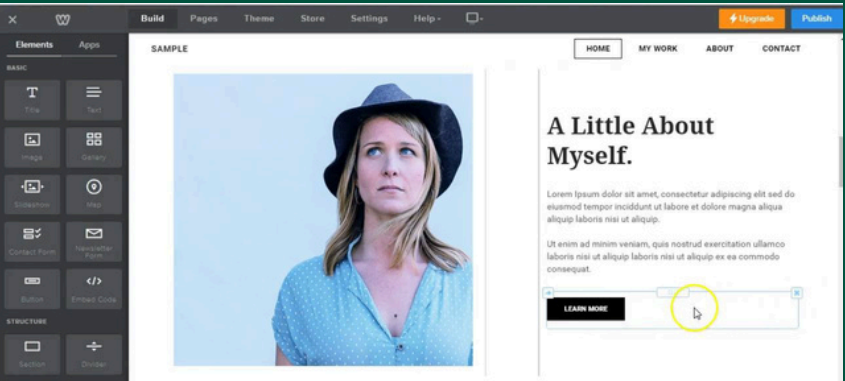 Build Pages Theme Store Settings Help Upgrade Publish
Elements Apps
SAMPLE HOME MY WORK ABOUT CONTACT
BASIC
Title Text
Image Gallery
Slideshow Map
Contact Form Newsletter Form
Button Embed Code
STRUCTURE
Section Divider
A Little About
Myself.
Lorem Ipsum dolor sit amet, consectetur adipiscing elit sed do
eiusmod tempor inciddunt ut labore et dolore magna aliqua
aliquip laboris nisi ut aliquip.
Ut enim ad minim veniam, quis nostrud exercitation ullamco
laboris nisi ut aliquip laboris nisi ut aliquip ex ea commodo
consequat.
LEARN MORE